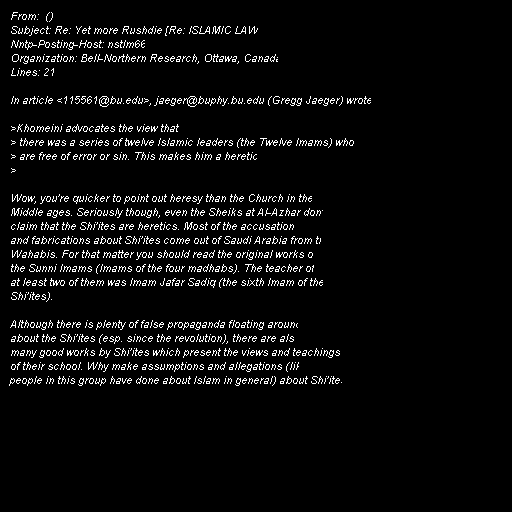 From: ()
Subject: Re: Yet more Rushdie [Re: ISLAMIC LAW
Nntp-Posting-Host: nstlm66
Organization: Bell-Northern Research, Ottawa, Canada
Lines: 21
In article <115561@bu.edu>, jaeger@buphy.bu.edu (Gregg Jaeger) wrote
>Khomeini advocates the view that
> there was a series of twelve Islamic leaders (the Twelve Imams) who
> are free of error or sin. This makes him a heretic
>
Wow, you're quicker to point out heresy than the Church in the
Middle ages. Seriously though, even the Sheiks at Al-Azhar don
claim that the Shi'ites are heretics. Most of the accusation
and fabrications about Shi'ites come out of Saudi Arabia from
Wahabis. For that matter you should read the original works o
the Sunni Imams (Imams of the four madhabs). The teacher of
at least two of them was Imam Jafar Sadiq (the sixth Imam of the
Shi'ites).
Although there is plenty of false propaganda floating around
about the Shi'ites (esp. since the revolution), there are als
many good works by Shi'ites which present the views and teachings
of their school. Why make assumptions and allegations (lik
people in this group have done about Islam in general) about Shi'ite